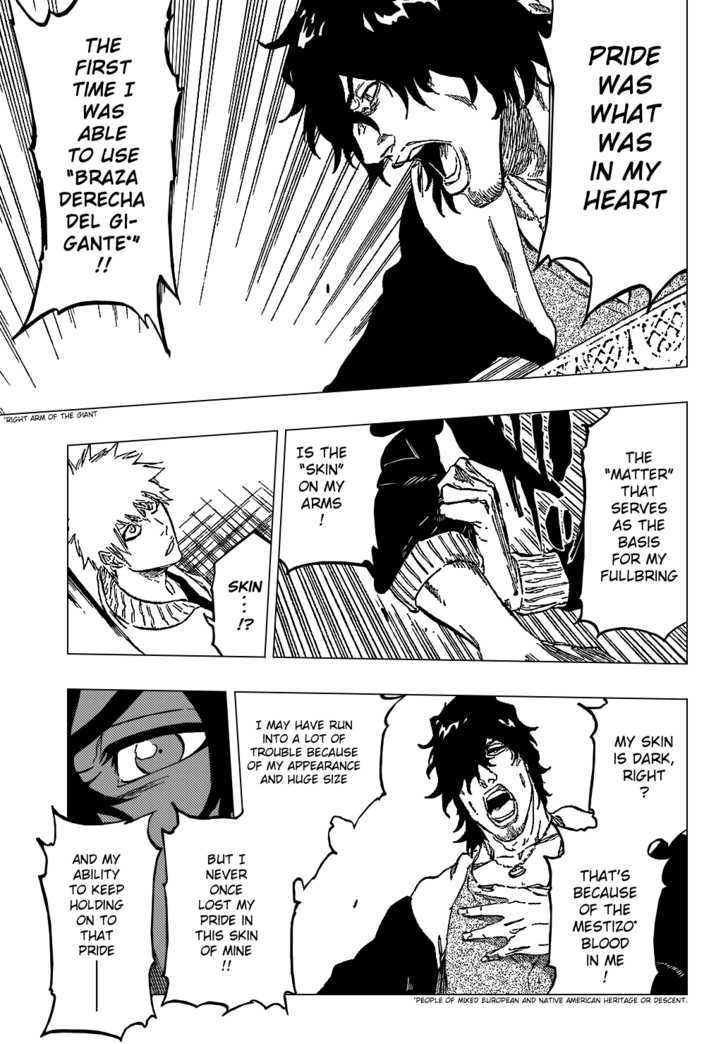 PRIDE
WAS
WHAT
WAS
IN MY
HEART
THE
FIRST
TIME I
WAS
ABLE
TO USE
"BRAZA
DERECHA
DEL GI-
GANTE*"
!!
*RIGHT ARM OF THE GIANT
THE
"MATTER"
THAT
SERVES
AS THE
BASIS
FOR MY
FULLBRING
IS THE
"SKIN"
ON MY
ARMS
!
SKIN
...
!?
MY SKIN
IS DARK,
RIGHT
?
THAT'S
BECAUSE
OF THE
MESTIZO*
BLOOD
IN ME
!
I MAY HAVE RUN
INTO A LOT OF
TROUBLE BECAUSE
OF MY APPEARANCE
AND HUGE SIZE
BUT I
NEVER
ONCE
LOST MY
PRIDE IN
THIS SKIN
OF MINE
!!
AND MY
ABILITY
TO KEEP
HOLDING
ON TO
THAT
PRIDE
—
*PEOPLE OF MIXED EUROPEAN AND NATIVE AMERICAN HERITAGE OR DESCENT.